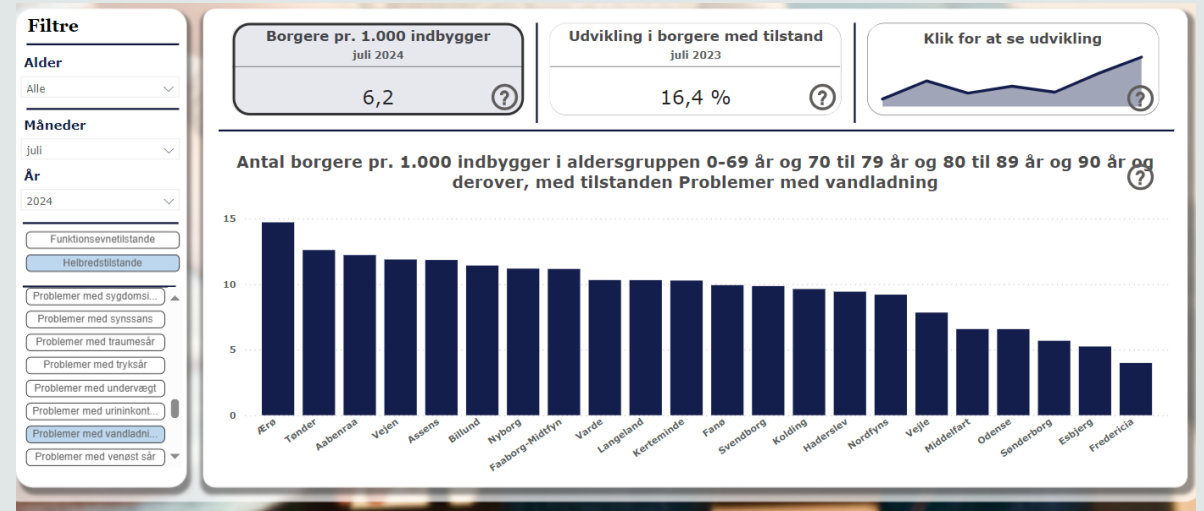 Filtre
Alder
Alle
Måneder
juli
År
2024
Funktionsevnetilstande
Helbredstilstande
Problemer med sygdomsi...
Problemer med synssans
Problemer med traumesår
Problemer med tryksår
Problemer med undervægt
Problemer med urininkont...
Problemer med vandladni...
Problemer med venøst sår
Borgere pr. 1.000 indbygger
juli 2024
6,2
?
Udvikling i borgere med tilstand
juli 2023
16,4 %
?
Klik for at se udvikling
?
Antal borgere pr. 1.000 indbygger i aldersgruppen 0-69 år og 70 til 79 år og 80 til 89 år og 90 år og
derover, med tilstanden Problemer med vandladning
?
15
10
5
0
Ærø
Tønder
Aabenraa
Vejen
Assens
Billund
Nyborg
Faaborg-Midtfyn
Varde
Langeland
Kerteminde
Fanø
Svendborg
Kolding
Haderslev
Nordfyns
Vejle
Middelfart
Odense
Sønderborg
Esbjerg
Fredericia